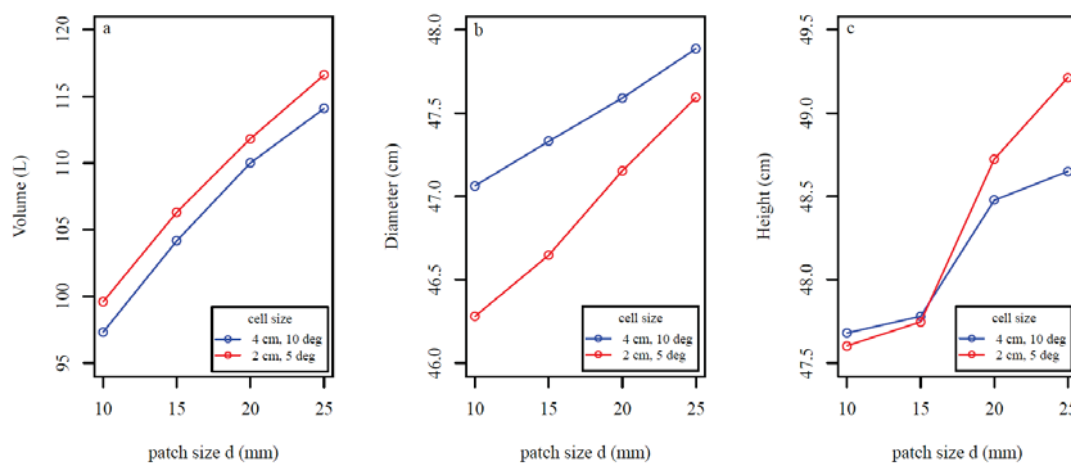 a
Volume (L)
120
115
110
105
100
95
10 15 20 25
patch size d (mm)
cell size
4 cm, 10 deg
2 cm, 5 deg
b
Diameter (cm)
48.0
47.5
47.0
46.5
46.0
10 15 20 25
patch size d (mm)
cell size
4 cm, 10 deg
2 cm, 5 deg
c
Height (cm)
49.5
49.0
48.5
48.0
47.5
10 15 20 25
patch size d (mm)
cell size
4 cm, 10 deg
2 cm, 5 deg